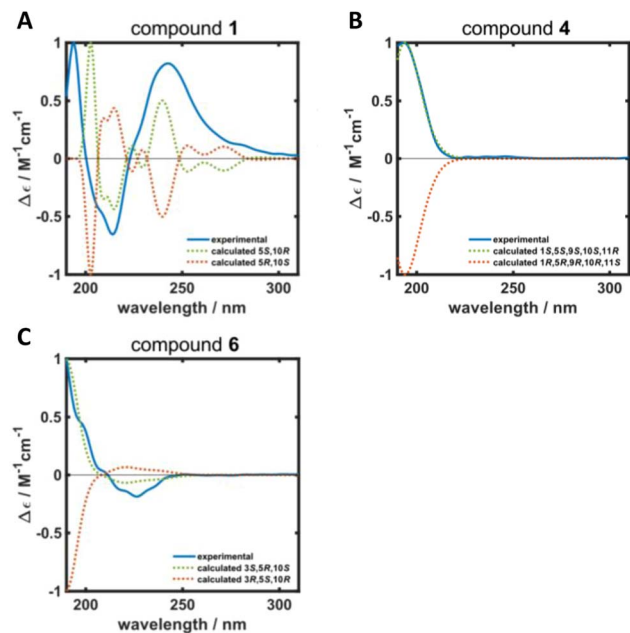 A
compound 1
Δϵ / M⁻¹cm⁻¹
1
0.5
0
-0.5
-1
experimental
calculated 5S,10R
calculated 5R,10S
200
250
300
wavelength / nm
B
compound 4
Δϵ / M⁻¹cm⁻¹
1
0.5
0
-0.5
-1
experimental
calculated 1S,5S,9S,10S,11R
calculated 1R,5R,9R,10R,11S
200
250
300
wavelength / nm
C
compound 6
Δϵ / M⁻¹cm⁻¹
1
0.5
0
-0.5
-1
experimental
calculated 3S,5R,10S
calculated 3R,5S,10R
200
250
300
wavelength / nm